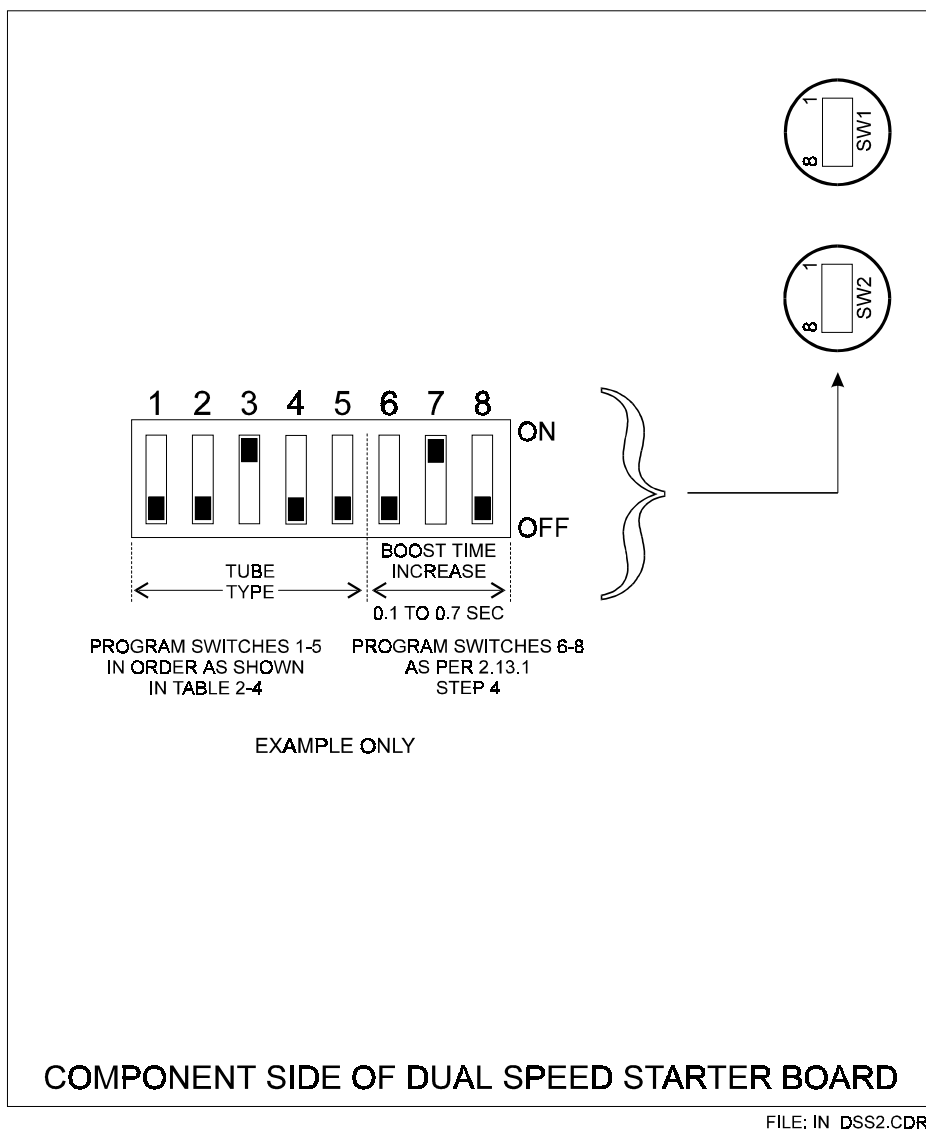 1
8
SW1
1
8
SW2
1 2 3 4 5 6 7 8
ON
OFF
TUBE
TYPE
BOOST TIME
INCREASE
0.1 TO 0.7 SEC
PROGRAM SWITCHES 1-5
IN ORDER AS SHOWN
IN TABLE 2-4
PROGRAM SWITCHES 6-8
AS PER 2.13.1
STEP 4
EXAMPLE ONLY
COMPONENT SIDE OF DUAL SPEED STARTER BOARD
FILE; IN_DSS2.CDR